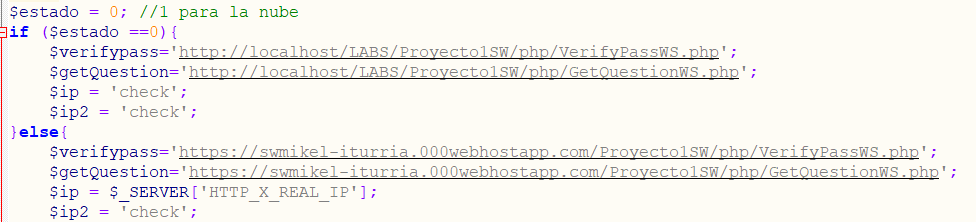 $estado = 0; //1 para la nube
if ($estado ==0){
$verifypass='http://localhost/LABS/Proyecto1SW/php/VerifyPassWS.php';
$getQuestion='http://localhost/LABS/Proyecto1SW/php/GetQuestionWS.php';
$ip = 'check';
$ip2 = 'check';
}else{
$verifypass='https://swmikel-iturria.000webhostapp.com/Proyecto1SW/php/VerifyPassWS.php';
$getQuestion='https://swmikel-iturria.000webhostapp.com/Proyecto1SW/php/GetQuestionWS.php';
$ip = $_SERVER['HTTP_X_REAL_IP'];
$ip2 = 'check';